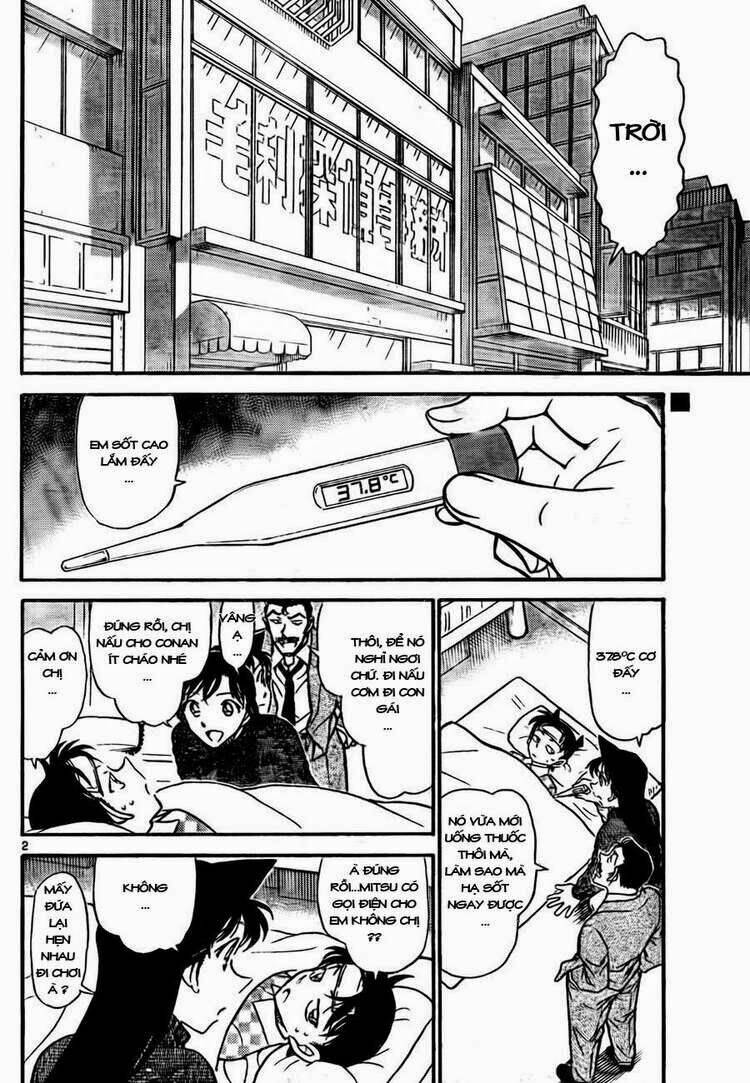 毛利探偵事務所
TRỜI
...
EM SỐT CAO
LẮM ĐẤY
...
37.8°C
37.8°C CƠ
ĐẤY
...
NÓ VỪA MỚI
UỐNG THUỐC
THÔI MÀ,
LÀM SAO MÀ
HẠ SỐT
NGAY ĐƯỢC
...
THÔI, ĐỂ NÓ
NGHỈ NGƠI
CHỨ. ĐI NẤU
CƠM ĐI CON
GÁI
...
VÂNG
Ạ
...
ĐÚNG RỒI, CHỊ
NẤU CHO CONAN
ÍT CHÁO NHÉ
...
CẢM ƠN
CHỊ
...
2
À ĐÚNG
RỒI...MITSU CÓ
GỌI ĐIỆN CHO
EM KHÔNG CHỊ
??
KHÔNG
...
MẤY
ĐỨA
LẠI
HẸN
NHAU
ĐI CHƠI
À ?